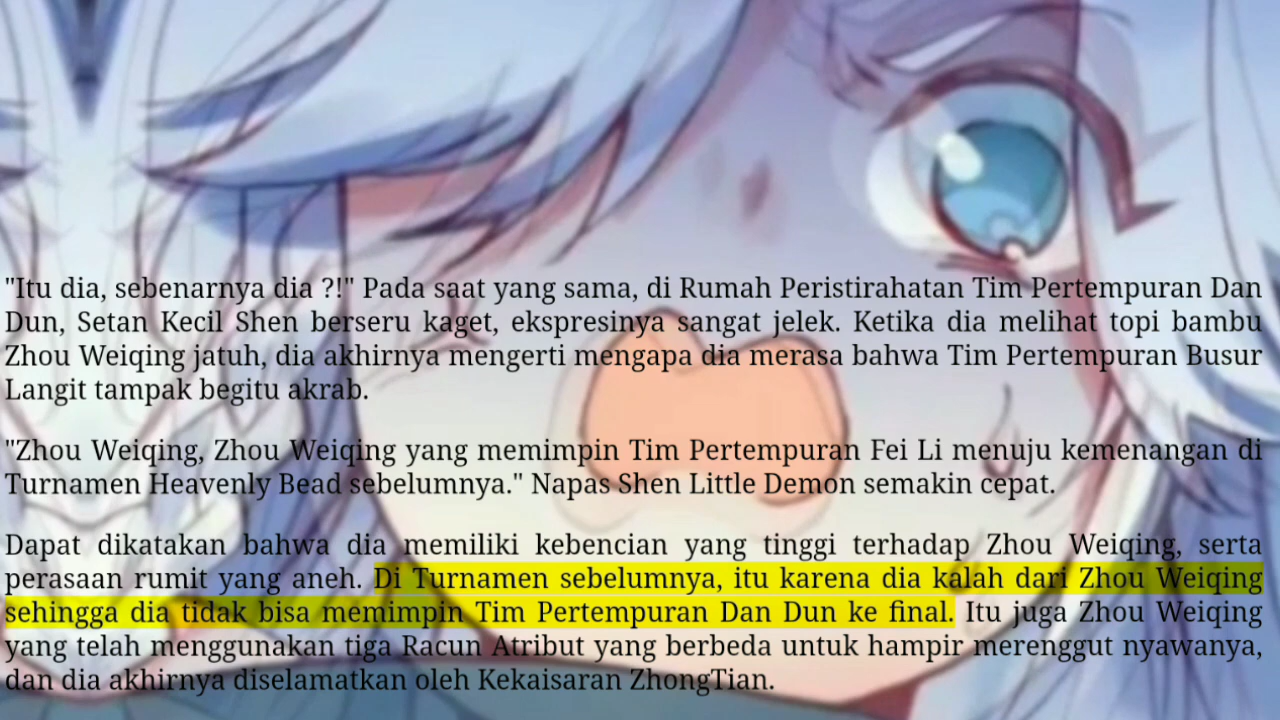 "Itu dia, sebenarnya dia ?!" Pada saat yang sama, di Rumah Peristirahatan Tim Pertempuran Dan
Dun, Setan Kecil Shen berseru kaget, ekspresinya sangat jelek. Ketika dia melihat topi bambu
Zhou Weiqing jatuh, dia akhirnya mengerti mengapa dia merasa bahwa Tim Pertempuran Busur
Langit tampak begitu akrab.
"Zhou Weiqing, Zhou Weiqing yang memimpin Tim Pertempuran Fei Li menuju kemenangan di
Turnamen Heavenly Bead sebelumnya." Napas Shen Little Demon semakin cepat.
Dapat dikatakan bahwa dia memiliki kebencian yang tinggi terhadap Zhou Weiqing, serta
perasaan rumit yang aneh. Di Turnamen sebelumnya, itu karena dia kalah dari Zhou Weiqing
sehingga dia tidak bisa memimpin Tim Pertempuran Dan Dun ke final. Itu juga Zhou Weiqing
yang telah menggunakan tiga Racun Atribut yang berbeda untuk hampir merenggut nyawanya,
dan dia akhirnya diselamatkan oleh Kekaisaran ZhongTian.